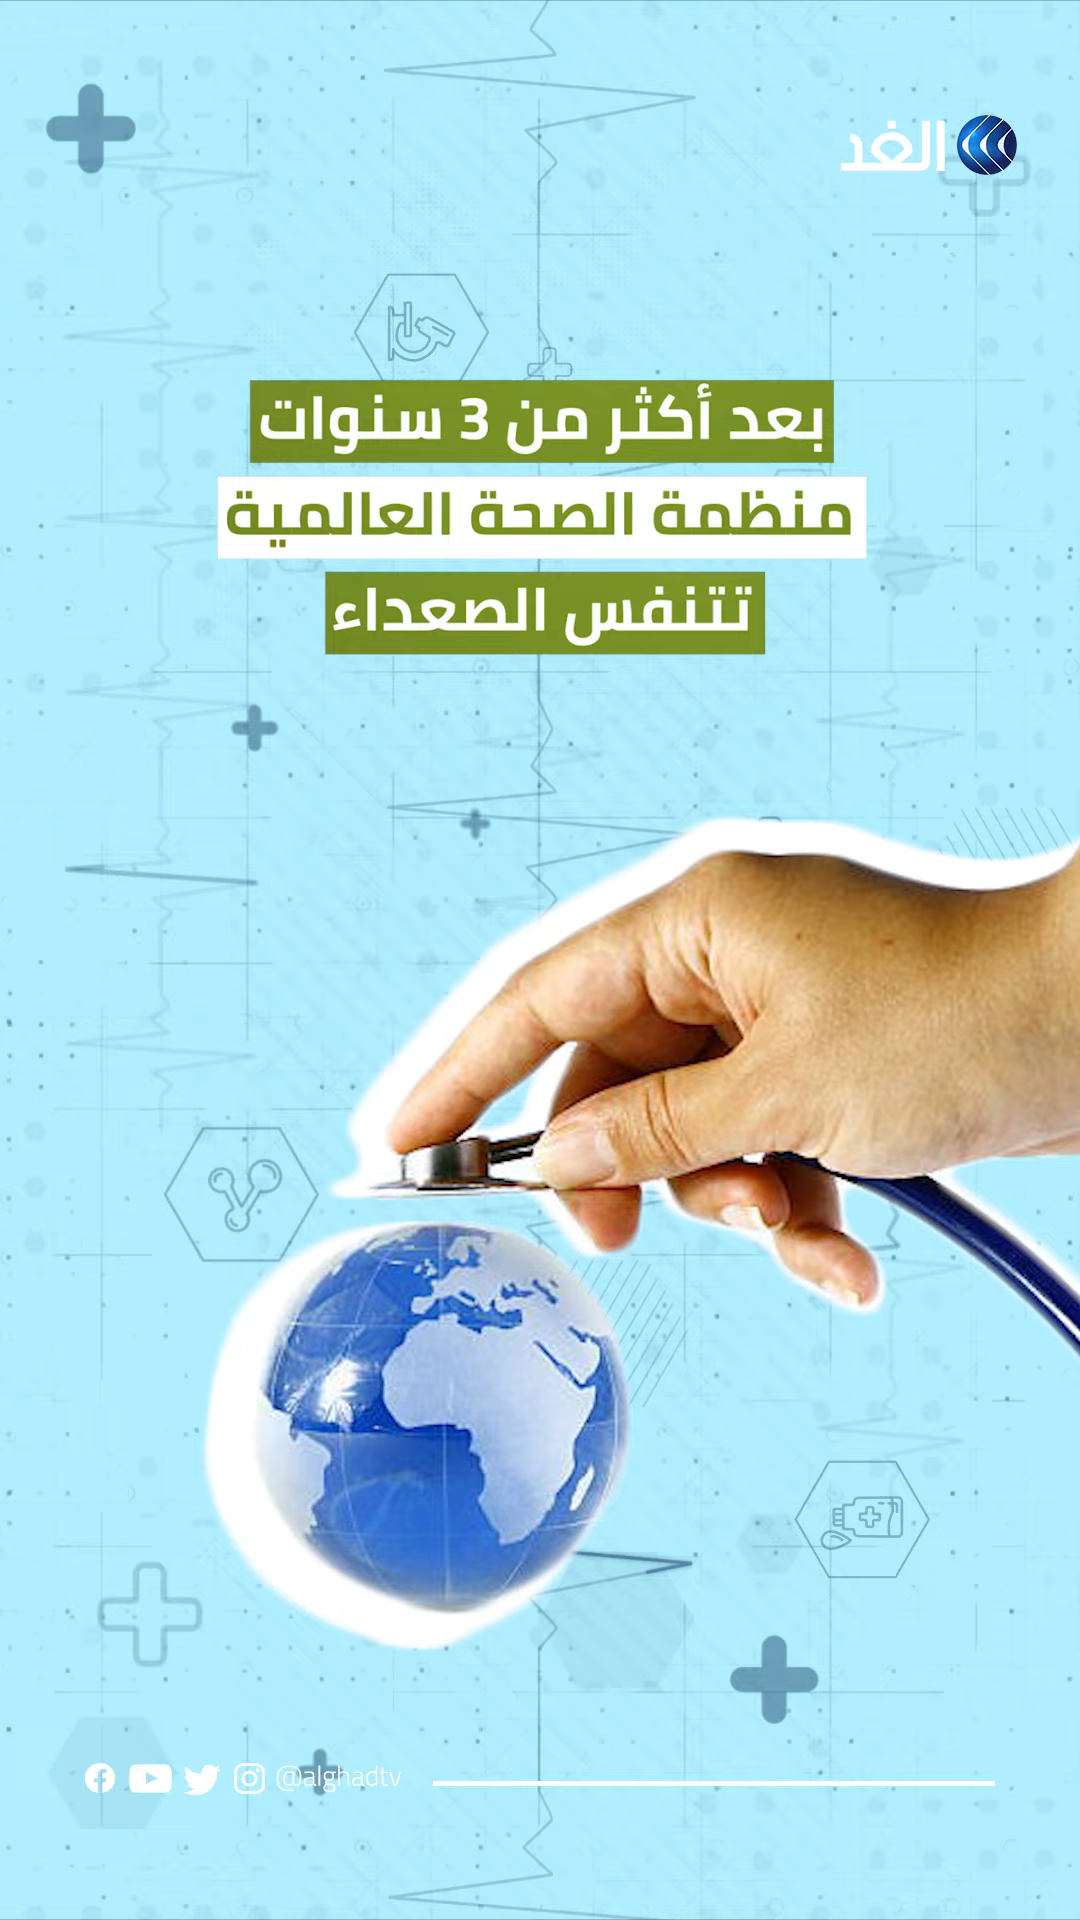 الغد
بعد أكثر من 3 سنوات
منظمة الصحة العالمية
تتنفس الصعداء
@alghadtv